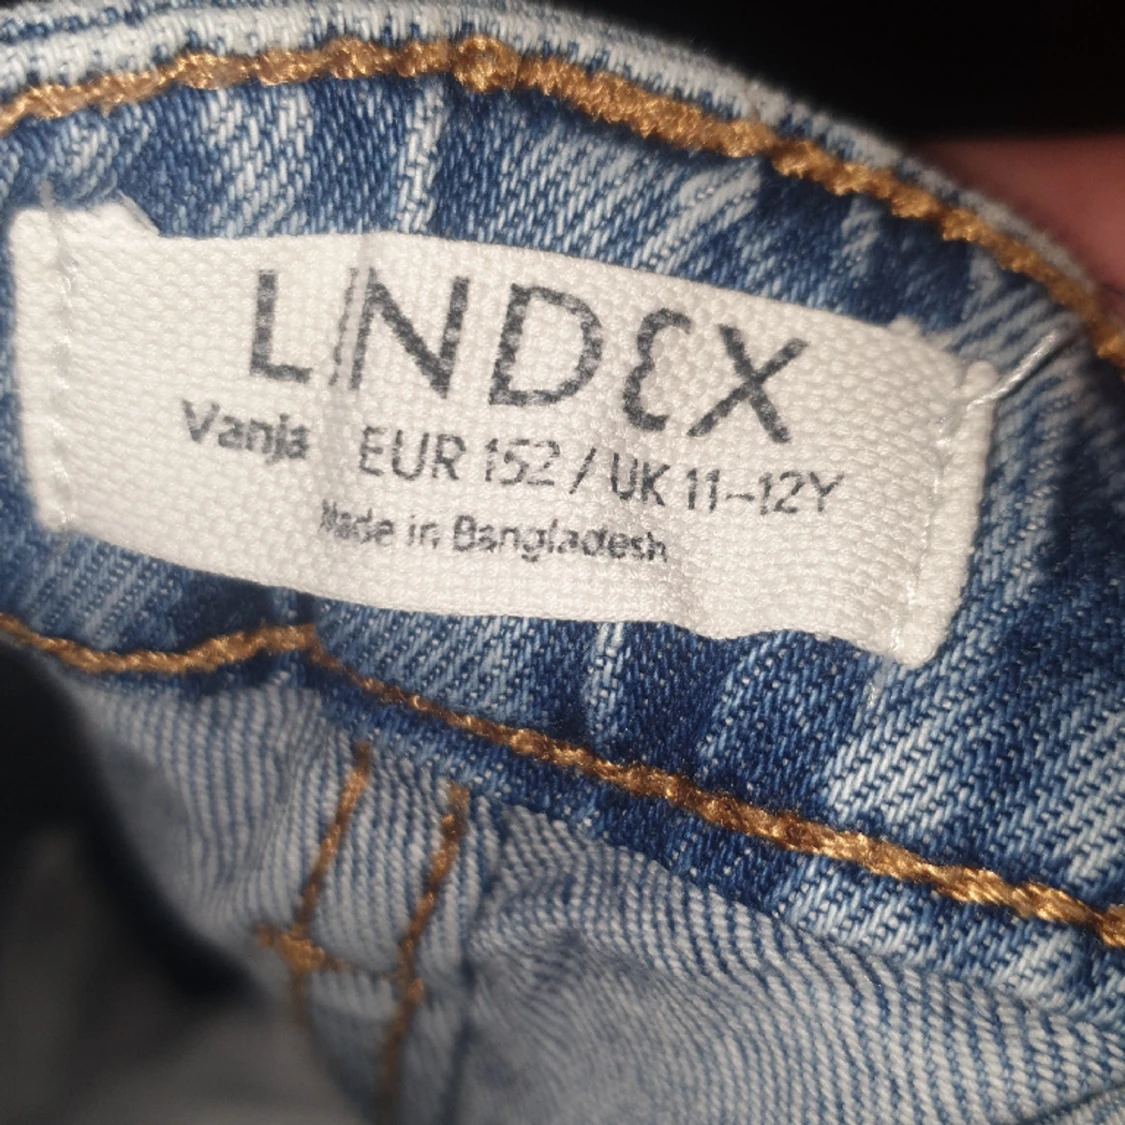 LINDEX
Vanja EUR 152 / UK 11-12Y
Made in Bangladesh